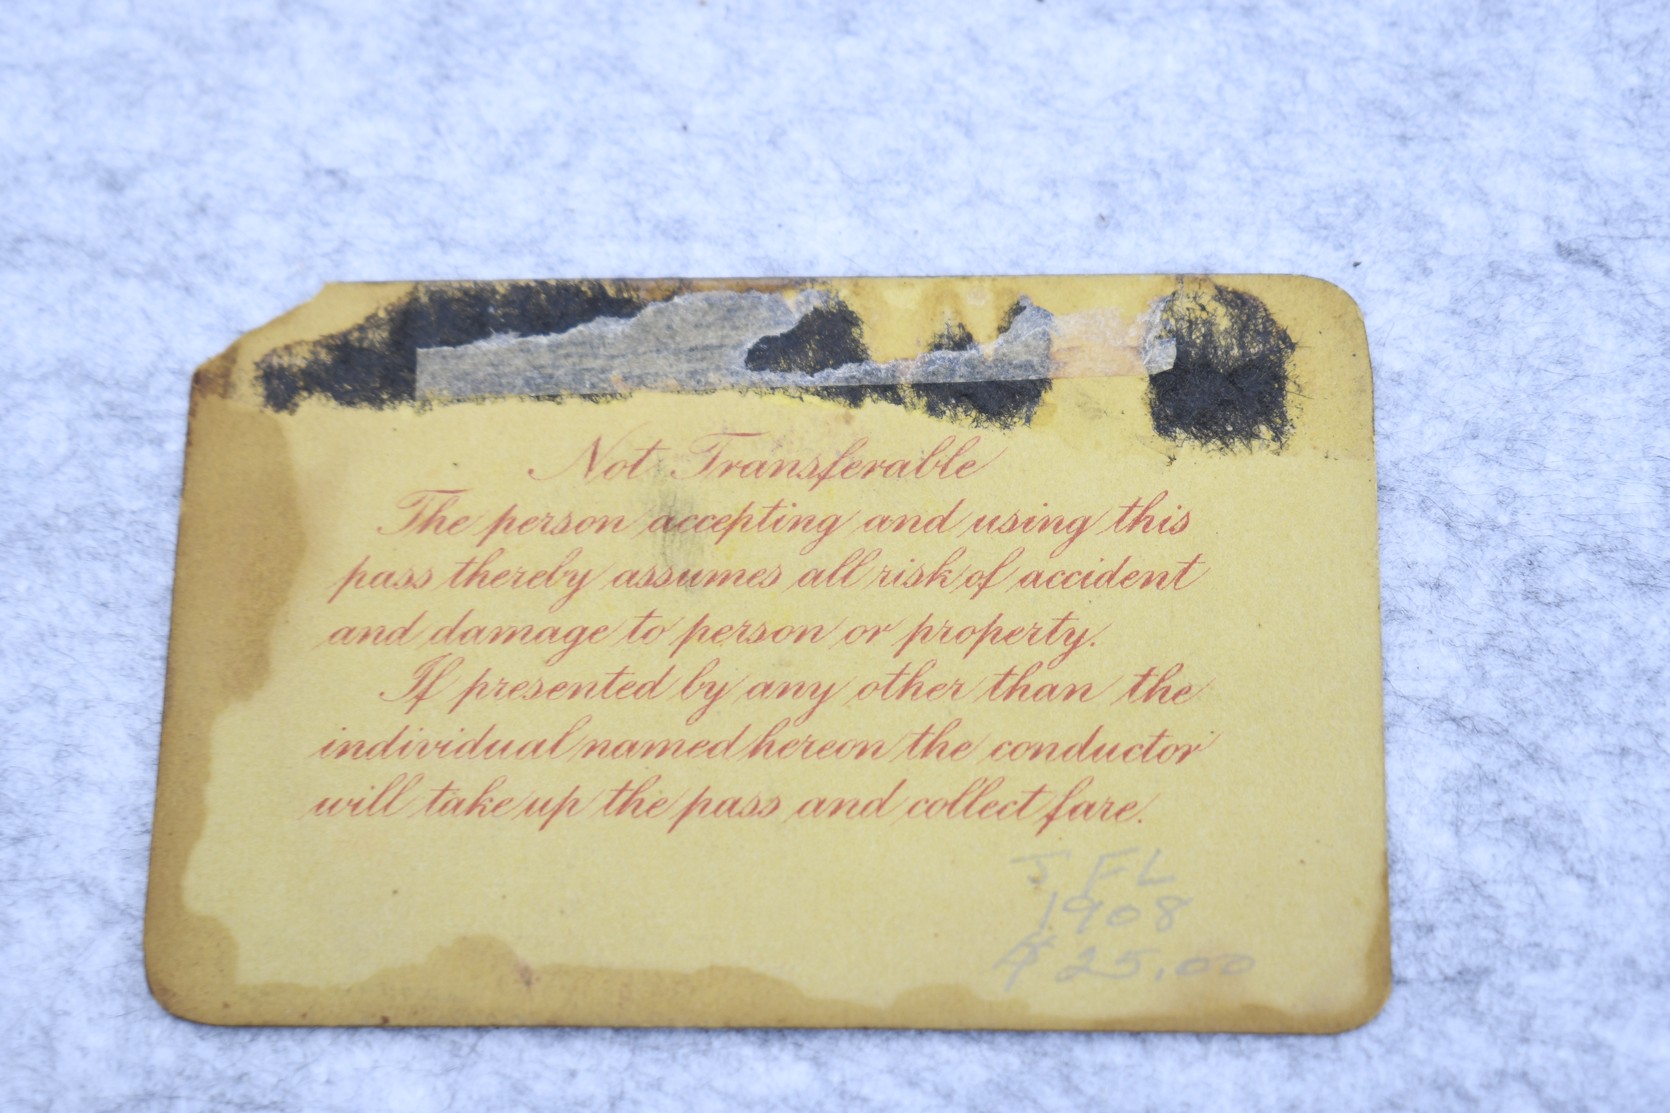 Not Transferable
The person accepting and using this
pass thereby assumes all risk of accident
and damage to person or property.
If presented by any other than the
individual named hereon the conductor
will take up the pass and collect fare.
J FL
1908
$25.00